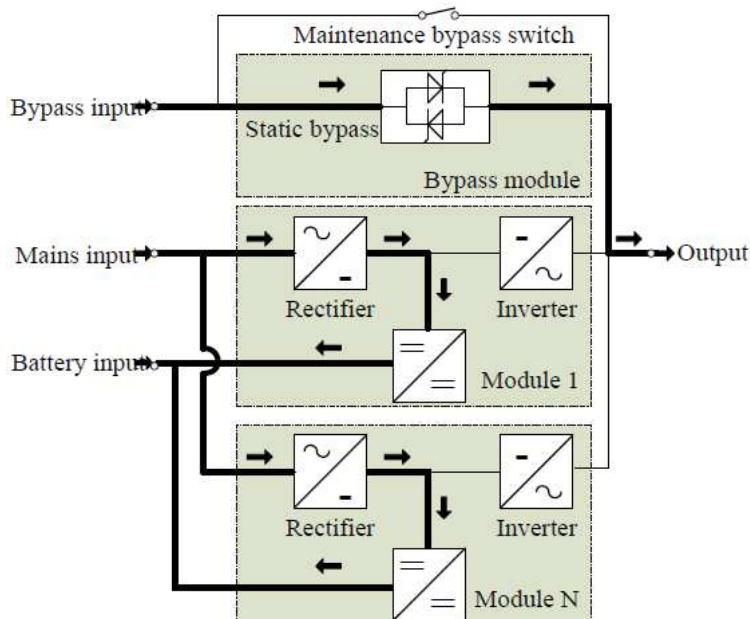 Maintenance bypass switch
Bypass input
Static bypass
Bypass module
Mains input
Output
Rectifier
Inverter
Battery input
Module 1
Rectifier
Inverter
Module N